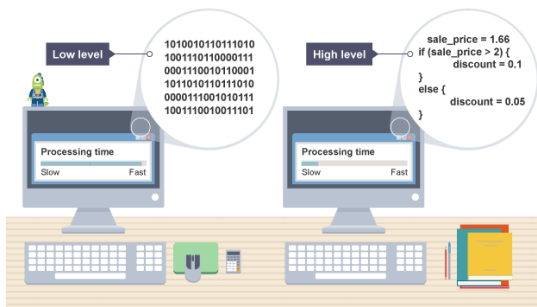 Low level
1010010110111010
1001110110000111
0001110010110001
1011010110111010
0000111001010111
1001110010011101
Processing time
Slow Fast
High level
sale_price = 1.66
if (sale_price > 2) {
discount = 0.1
}
else {
discount = 0.05
}
Processing time
Slow Fast